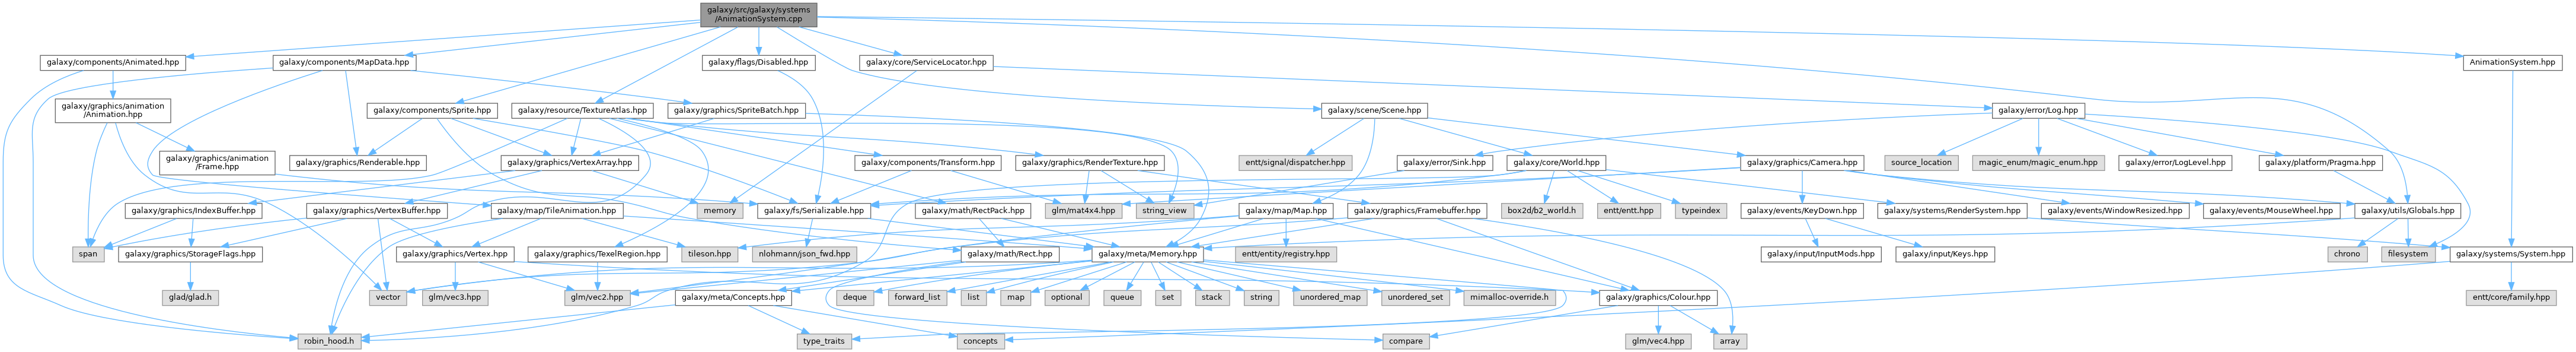 galaxy/src/galaxy/systems
/AnimationSystem.cpp
galaxy/components/Animated.hpp
galaxy/components/MapData.hpp
galaxy/flags/Disabled.hpp
galaxy/core/ServiceLocator.hpp
AnimationSystem.hpp
galaxy/graphics/animation
/Animation.hpp
galaxy/components/Sprite.hpp
galaxy/resource/TextureAtlas.hpp
galaxy/graphics/SpriteBatch.hpp
galaxy/scene/Scene.hpp
galaxy/error/Log.hpp
galaxy/graphics/animation
/Frame.hpp
galaxy/graphics/Renderable.hpp
galaxy/graphics/VertexArray.hpp
galaxy/components/Transform.hpp
galaxy/graphics/RenderTexture.hpp
entt/signal/dispatcher.hpp
galaxy/error/Sink.hpp
galaxy/core/World.hpp
galaxy/graphics/Camera.hpp
source_location
magic_enum/magic_enum.hpp
galaxy/error/LogLevel.hpp
galaxy/platform/Pragma.hpp
galaxy/graphics/IndexBuffer.hpp
galaxy/graphics/VertexBuffer.hpp
galaxy/map/TileAnimation.hpp
memory
galaxy/fs/Serializable.hpp
galaxy/math/RectPack.hpp
glm/mat4x4.hpp
string_view
galaxy/map/Map.hpp
galaxy/graphics/Framebuffer.hpp
box2d/b2_world.h
entt/entt.hpp
typeindex
galaxy/events/KeyDown.hpp
galaxy/systems/RenderSystem.hpp
galaxy/events/WindowResized.hpp
galaxy/events/MouseWheel.hpp
galaxy/utils/Globals.hpp
span
galaxy/graphics/StorageFlags.hpp
galaxy/graphics/Vertex.hpp
galaxy/graphics/TexelRegion.hpp
tileson.hpp
nlohmann/json_fwd.hpp
galaxy/math/Rect.hpp
galaxy/meta/Memory.hpp
entt/entity/registry.hpp
galaxy/input/InputMods.hpp
galaxy/input/Keys.hpp
chrono
filesystem
galaxy/systems/System.hpp
glad/glad.h
vector
glm/vec3.hpp
glm/vec2.hpp
galaxy/meta/Concepts.hpp
deque
forward_list
list
map
optional
queue
set
stack
string
unordered_map
unordered_set
mimalloc-override.h
galaxy/graphics/Colour.hpp
entt/core/family.hpp
robin_hood.h
type_traits
concepts
compare
glm/vec4.hpp
array